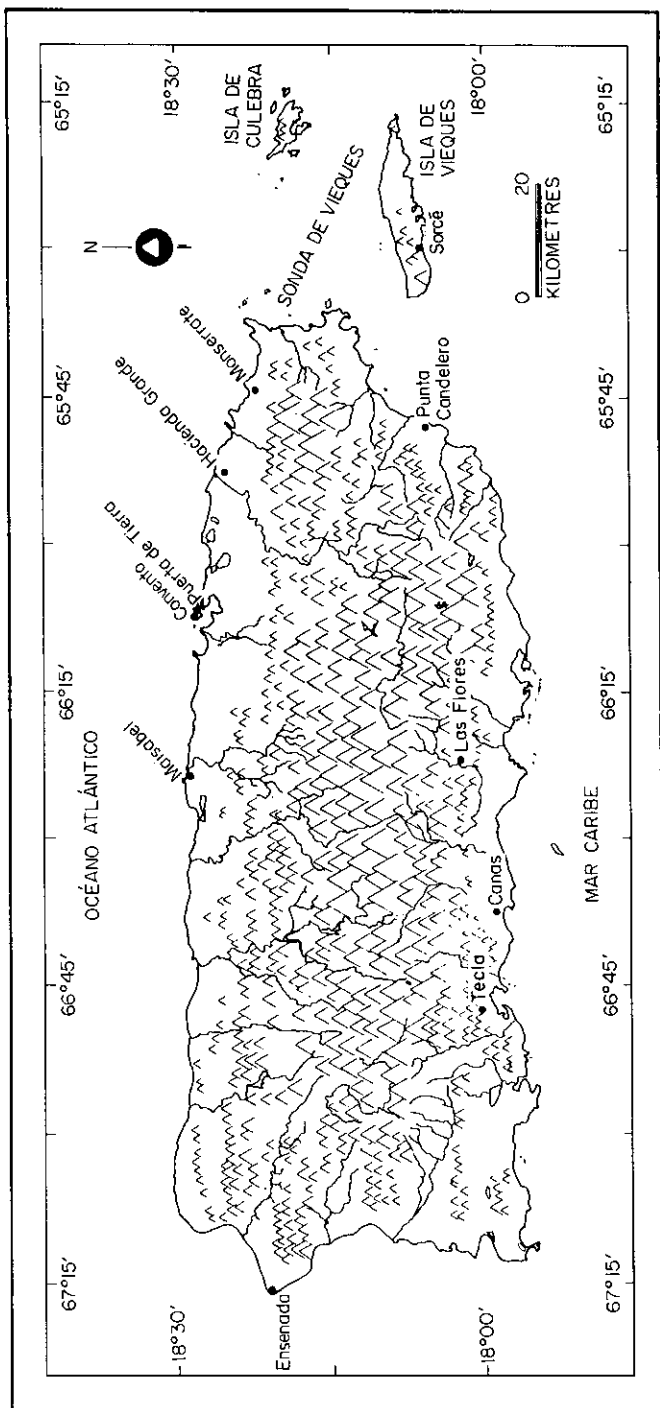 67°15'
66°45'
66°15'
65°45'
65°15'
18°30'
18°30'
OCÉANO ATLÁNTICO
N
Maisabel
Convento
Puerta de Tierra
Hacienda Grande
Monserrate
ISLA DE
CULEBRA
SONDA DE VIEQUES
Ensenada
ISLA DE
VIEQUES
Sorcé
Punta
Candelero
Las Flores
Canas
Tecla
18°00'
18°00'
MAR CARIBE
0 20
KILOMETRES
67°15'
66°45'
66°15'
65°45'
65°15'